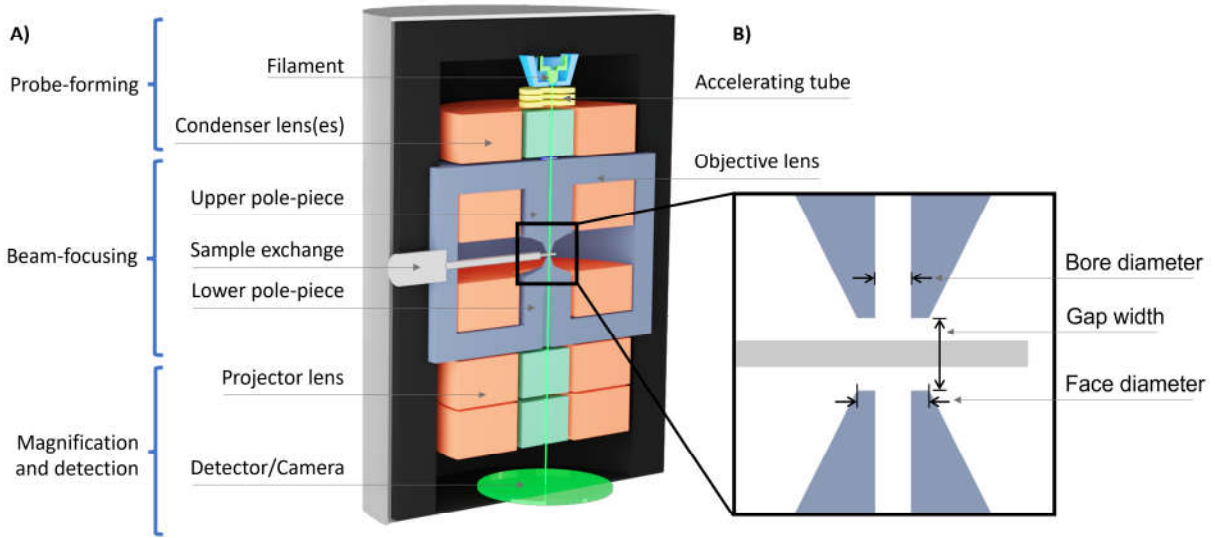 A)
Probe-forming
Beam-focusing
Magnification
and detection
Filament
Condenser lens(es)
Upper pole-piece
Sample exchange
Lower pole-piece
Projector lens
Detector/Camera
Accelerating tube
Objective lens
B)
Bore diameter
Gap width
Face diameter